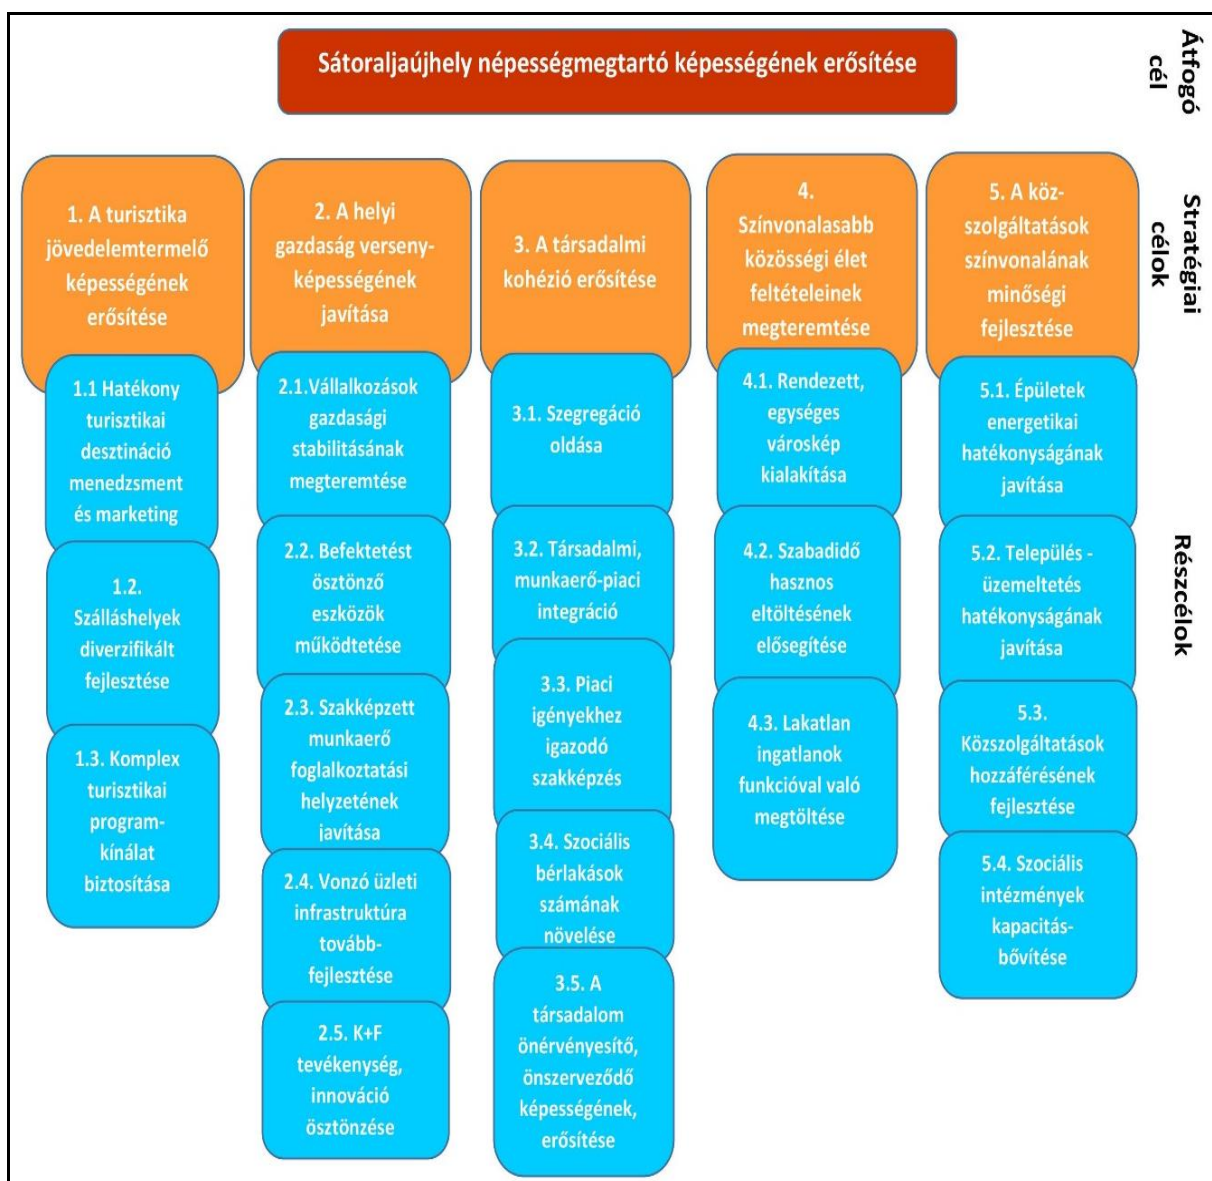 Sátoraljaújhely népességmegtartó képességének erősítése
Átfogó
cél
1. A turisztika
jövedelemtermelő
képességének
erősítése
2. A helyi
gazdaság verseny-
képességének
javítása
3. A társadalmi
kohézió erősítése
4.
Színvonalasabb
közösségi élet
feltételeinek
megteremtése
5. A köz-
szolgáltatások
színvonalának
minőségi
fejlesztése
Stratégiai
célok
1.1 Hatékony
turisztikai
desztináció
menedzsment
és marketing
1.2.
Szálláshelyek
diverzifikált
fejlesztése
1.3. Komplex
turisztikai
program-
kínálat
biztosítása
2.1.Vállalkozások
gazdasági
stabilitásának
megteremtése
2.2. Befektetést
ösztönző
eszközök
működtetése
2.3. Szakképzett
munkaerő
foglalkoztatási
helyzetének
javítása
2.4. Vonzó üzleti
infrastruktúra
tovább-
fejlesztése
2.5. K+F
tevékenység,
innováció
ösztönzése
3.1. Szegregáció
oldása
3.2. Társadalmi,
munkaerő-piaci
integráció
3.3. Piaci
igényekhez
igazodó
szakképzés
3.4. Szociális
bérlakások
számának
növelése
3.5. A
társadalom
önérvényesítő,
önszerveződő
képességének,
erősítése
4.1. Rendezett,
egységes
városkép
kialakítása
4.2. Szabadidő
hasznos
eltöltésének
elősegítése
4.3. Lakatlan
ingatlanok
funkcióval való
megtöltése
5.1. Épületek
energetikai
hatékonyságának
javítása
5.2. Település -
üzemeltetés
hatékonyságának
javítása
5.3.
Közszolgáltatások
hozzáférésének
fejlesztése
5.4. Szociális
intézmények
kapacitás-
bővítése
Részcélok